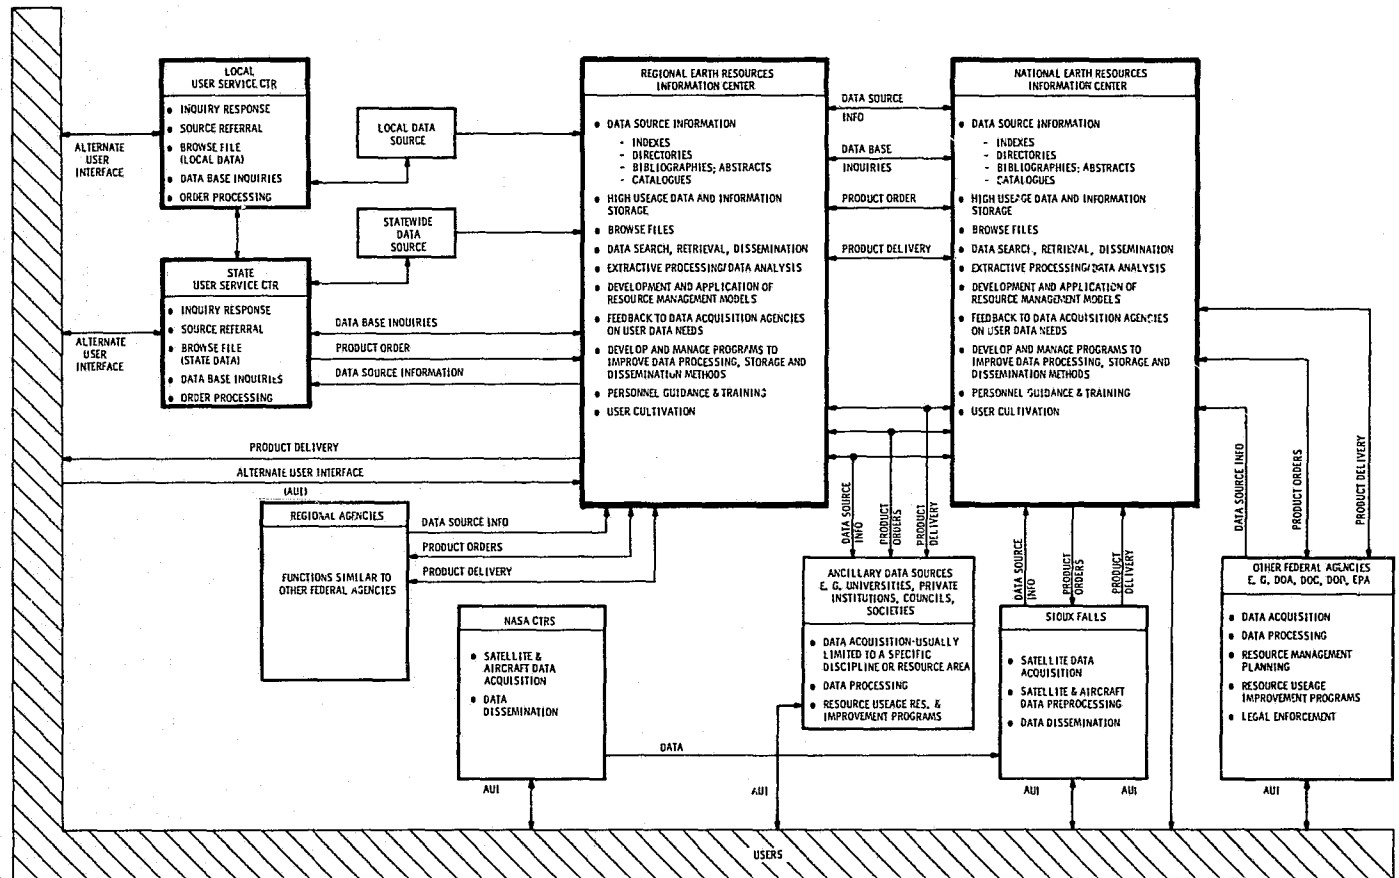 LOCAL
USER SERVICE CTR
• INQUIRY RESPONSE
• SOURCE REFERRAL
• BROWSE FILE
(LOCAL DATA)
• DATA BASE INQUIRIES
• ORDER PROCESSING
ALTERNATE
USER
INTERFACE
LOCAL DATA
SOURCE
STATEWIDE
DATA
SOURCE
STATE
USER SERVICE CTR
• INQUIRY RESPONSE
• SOURCE REFERRAL
• BROWSE FILE
(STATE DATA)
• DATA BASE INQUIRIES
• ORDER PROCESSING
ALTERNATE
USER
INTERFACE
DATA BASE INQUIRIES
PRODUCT ORDER
DATA SOURCE INFORMATION
PRODUCT DELIVERY
ALTERNATE USER INTERFACE
(AUI)
REGIONAL EARTH RESOURCES
INFORMATION CENTER
• DATA SOURCE INFORMATION
- INDEXES
- DIRECTORIES
- BIBLIOGRAPHIES; ABSTRACTS
- CATALOGUES
• HIGH USEAGE DATA AND INFORMATION
STORAGE
• BROWSE FILES
• DATA SEARCH, RETRIEVAL, DISSEMINATION
• EXTRACTIVE PROCESSING/DATA ANALYSIS
• DEVELOPMENT AND APPLICATION OF
RESOURCE MANAGEMENT MODELS
• FEEDBACK TO DATA ACQUISITION AGENCIES
ON USER DATA NEEDS
• DEVELOP AND MANAGE PROGRAMS TO
IMPROVE DATA PROCESSING, STORAGE AND
DISSEMINATION METHODS
• PERSONNEL GUIDANCE & TRAINING
• USER CULTIVATION
DATA SOURCE
INFO
DATA BASE
INQUIRIES
PRODUCT ORDER
PRODUCT DELIVERY
NATIONAL EARTH RESOURCES
INFORMATION CENTER
• DATA SOURCE INFORMATION
- INDEXES
- DIRECTORIES
- BIBLIOGRAPHIES; ABSTRACTS
- CATALOGUES
• HIGH USEAGE DATA AND INFORMATION
STORAGE
• BROWSE FILES
• DATA SEARCH, RETRIEVAL, DISSEMINATION
• EXTRACTIVE PROCESSING/DATA ANALYSIS
• DEVELOPMENT AND APPLICATION OF
RESOURCE MANAGEMENT MODELS
• FEEDBACK TO DATA ACQUISITION AGENCIES
ON USER DATA NEEDS
• DEVELOP AND MANAGE PROGRAMS TO
IMPROVE DATA PROCESSING, STORAGE AND
DISSEMINATION METHODS
• PERSONNEL GUIDANCE & TRAINING
• USER CULTIVATION
REGIONAL AGENCIES
FUNCTIONS SIMILAR TO
OTHER FEDERAL AGENCIES
DATA SOURCE INFO
PRODUCT ORDERS
PRODUCT DELIVERY
DATA SOURCE
INFO
PRODUCT
ORDERS
PRODUCT
DELIVERY
DATA SOURCE
INFO
PRODUCT
ORDERS
PRODUCT
DELIVERY
DATA SOURCE INFO
PRODUCT ORDERS
PRODUCT DELIVERY
NASA CTRS
• SATELLITE &
AIRCRAFT DATA
ACQUISITION
• DATA
DISSEMINATION
DATA
ANCILLARY DATA SOURCES
E. G. UNIVERSITIES, PRIVATE
INSTITUTIONS, COUNCILS,
SOCIETIES
• DATA ACQUISITION-USUALLY
LIMITED TO A SPECIFIC
DISCIPLINE OR RESOURCE AREA
• DATA PROCESSING
• RESOURCE USEAGE RES. &
IMPROVEMENT PROGRAMS
SIOUX FALLS
• SATELLITE DATA
ACQUISITION
• SATELLITE & AIRCRAFT
DATA PREPROCESSING
• DATA DISSEMINATION
OTHER FEDERAL AGENCIES
E. G. DOA, DOC, DOD, EPA
• DATA ACQUISITION
• DATA PROCESSING
• RESOURCE MANAGEMENT
PLANNING
• RESOURCE USEAGE
IMPROVEMENT PROGRAMS
• LEGAL ENFORCEMENT
AUI
AUI
AUI
AUI
AUI
USERS